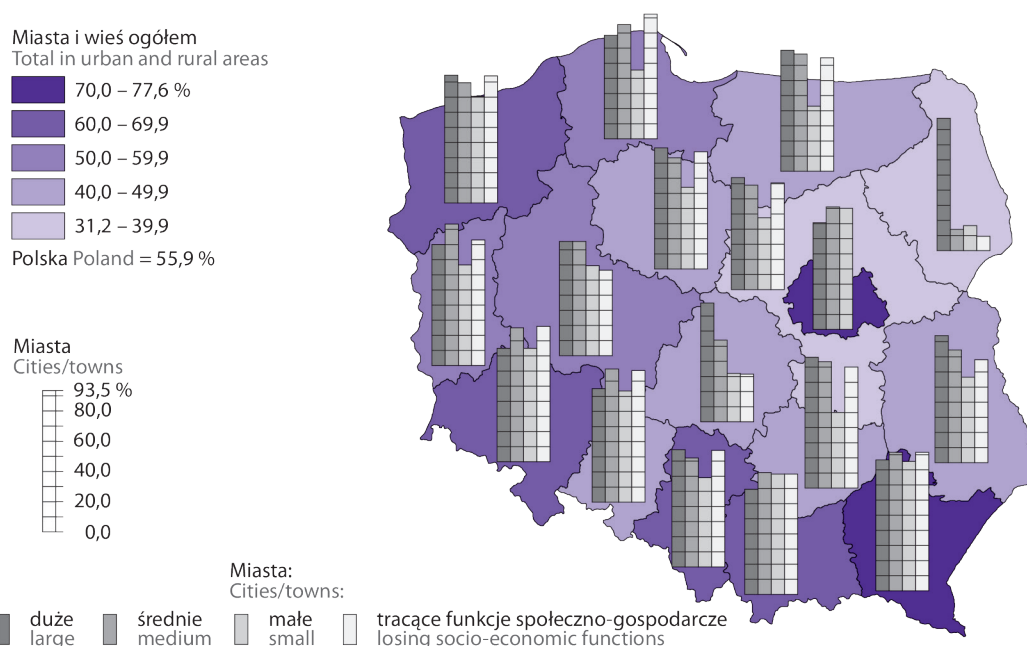 Miasta i wieś ogółem
Total in urban and rural areas
70,0 – 77,6 %
60,0 – 69,9
50,0 – 59,9
40,0 – 49,9
31,2 – 39,9
Polska Poland = 55,9 %
Miasta
Cities/towns
93,5 %
80,0
60,0
40,0
20,0
0,0
Miasta:
Cities/towns:
duże średnie małe tracące funkcje społeczno-gospodarcze
large medium small losing socio-economic functions